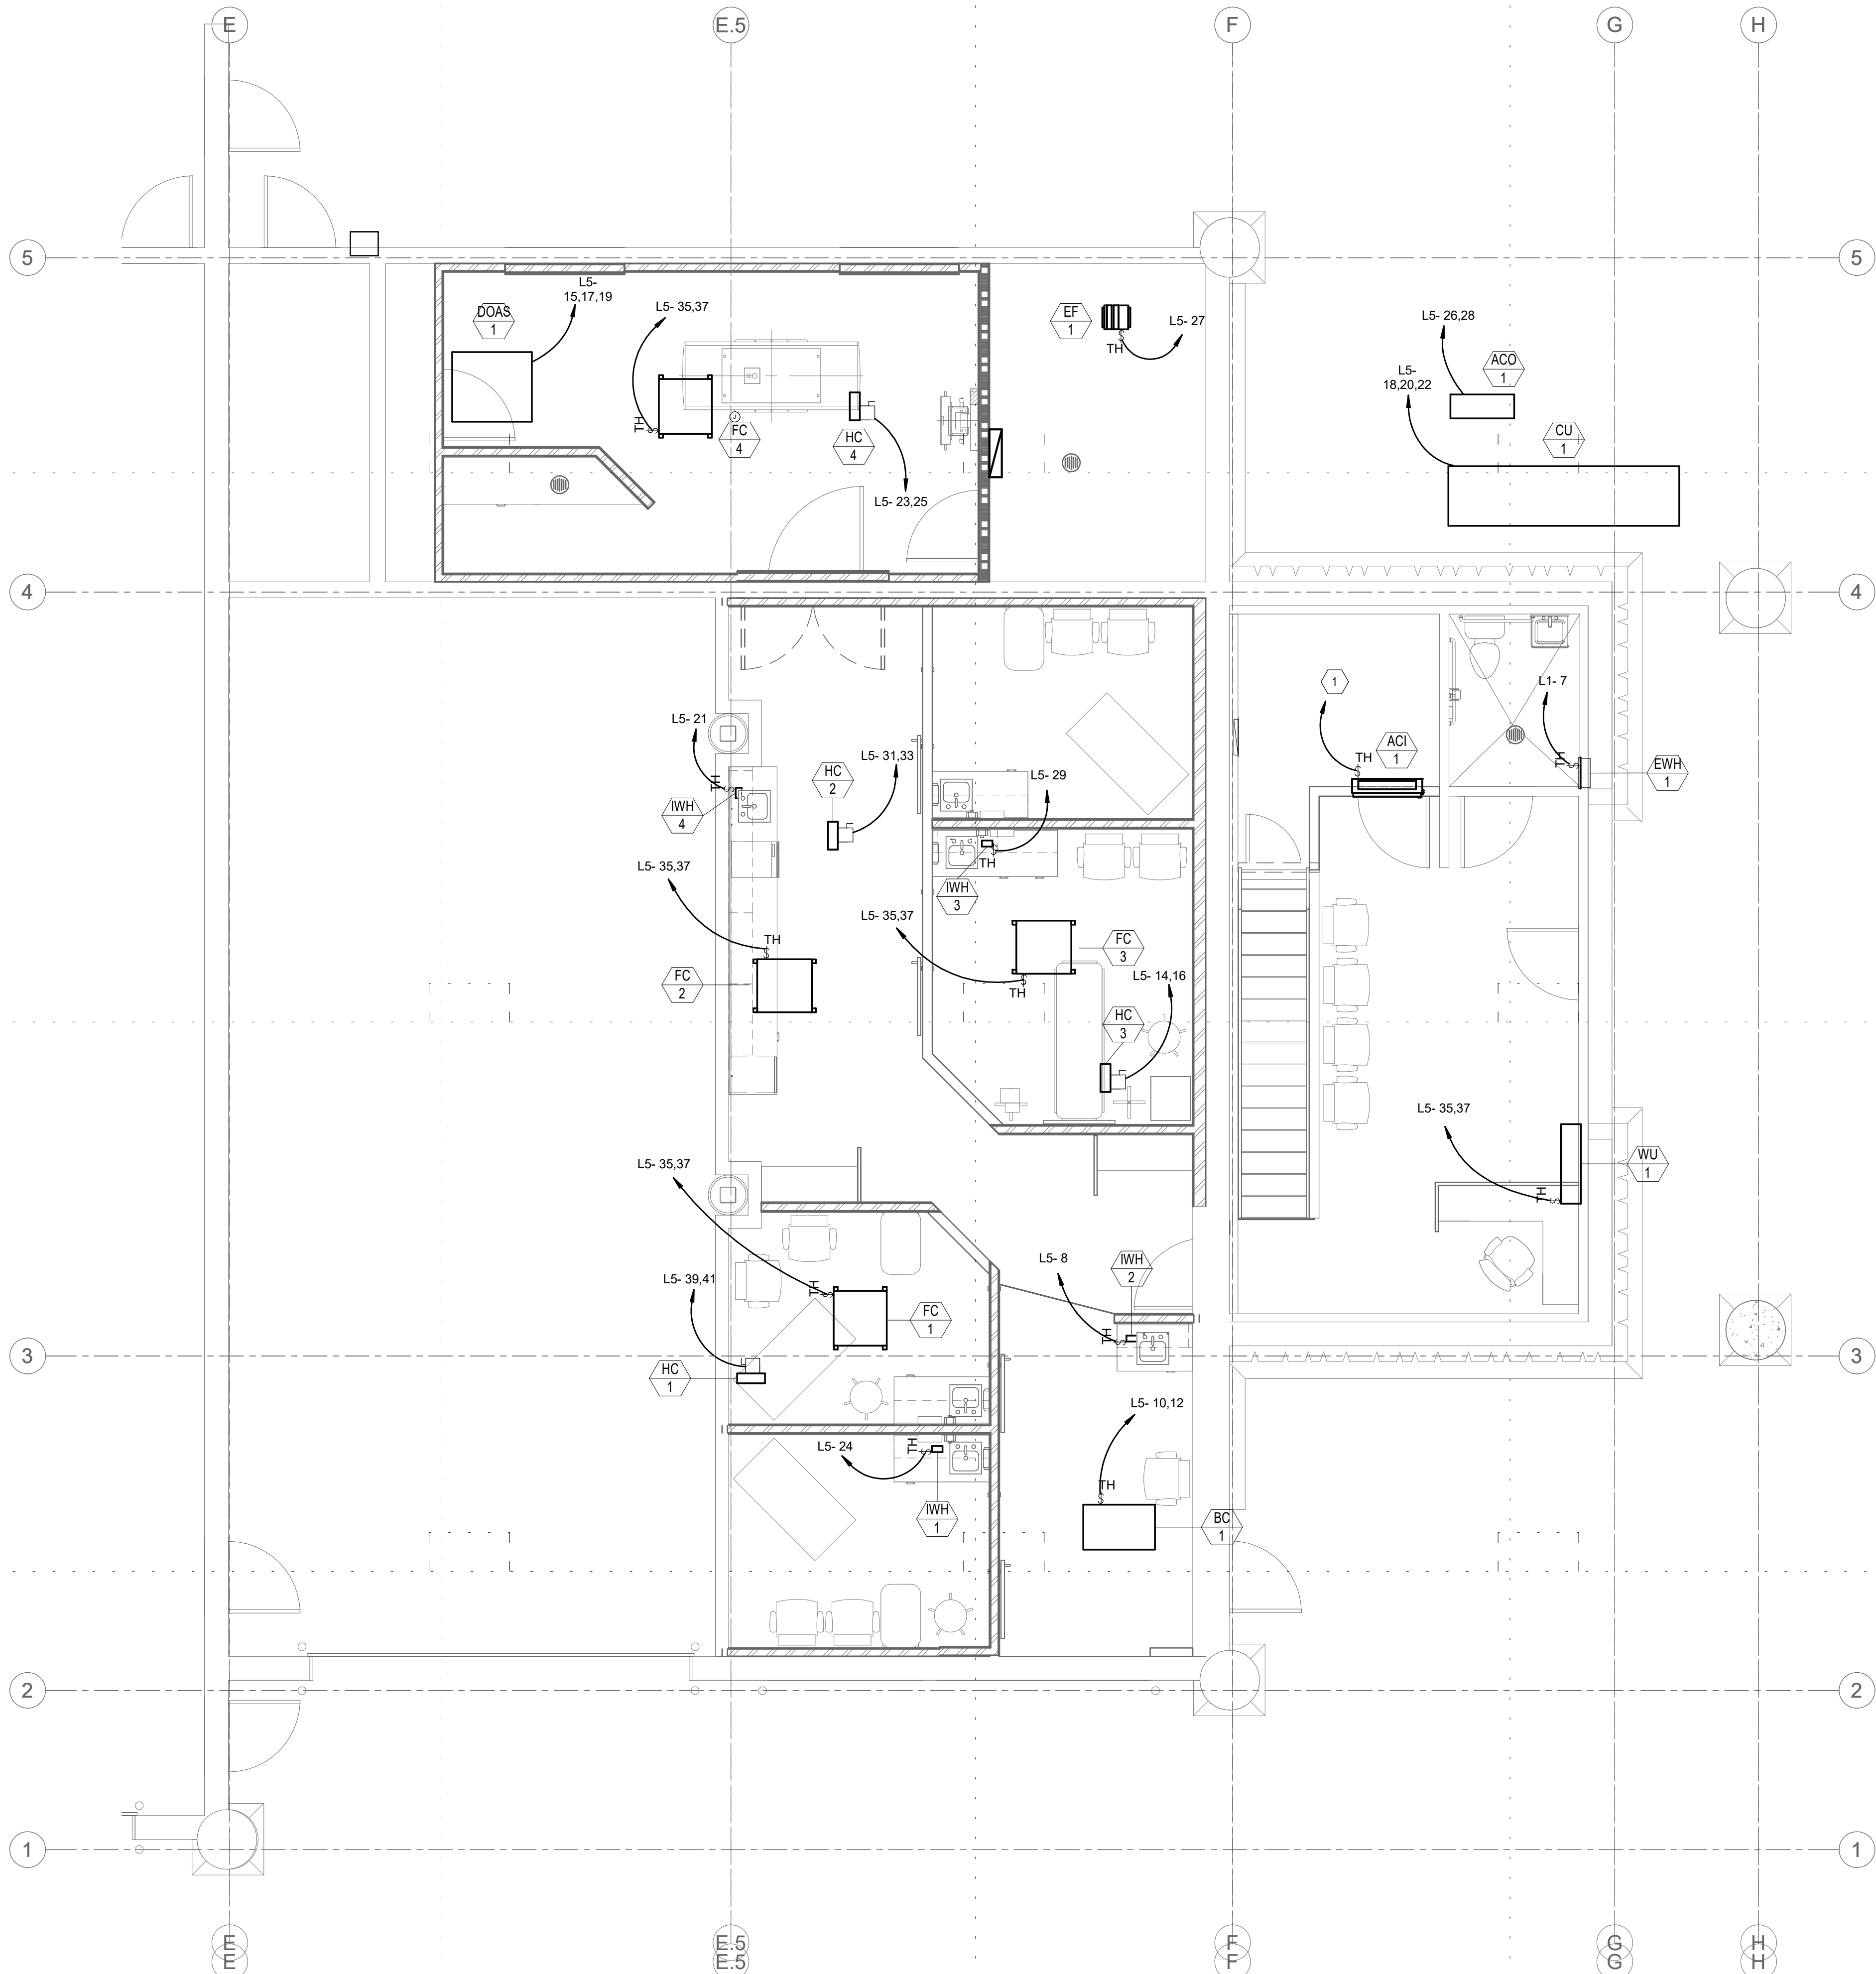 E
E.5
F
G
H
5
5
L5-
15,17,19
DOAS
1
L5- 35,37
TH
J
FC
4
HC
4
L5- 23,25
EF
1
TH
L5- 27
L5- 26,28
ACO
1
L5-
18,20,22
CU
1
4
4
L5- 21
TH
IWH
4
HC
2
L5- 31,33
L5- 29
TH
IWH
3
1
TH
ACI
1
L1- 7
TH
EWH
1
L5- 35,37
TH
FC
2
L5- 35,37
TH
FC
3
L5- 14,16
HC
3
L5- 35,37
TH
WU
1
L5- 35,37
TH
FC
1
L5- 39,41
HC
1
L5- 8
TH
IWH
2
3
3
L5- 24
TH
IWH
1
L5- 10,12
TH
BC
1
2
2
1
1
E
E.5
F
G
H
E
E.5
F
G
H